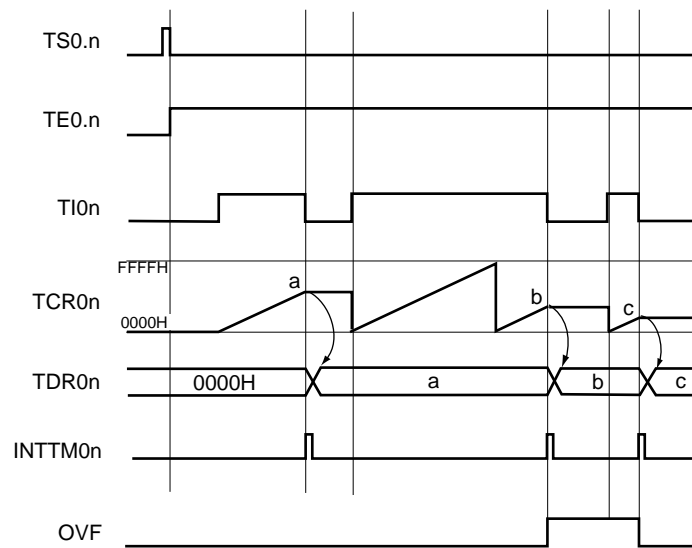 TS0.n
TE0.n
TI0n
FFFFH
a
b
c
TCR0n
0000H
TDR0n
0000H
a
b
c
INTTM0n
OVF